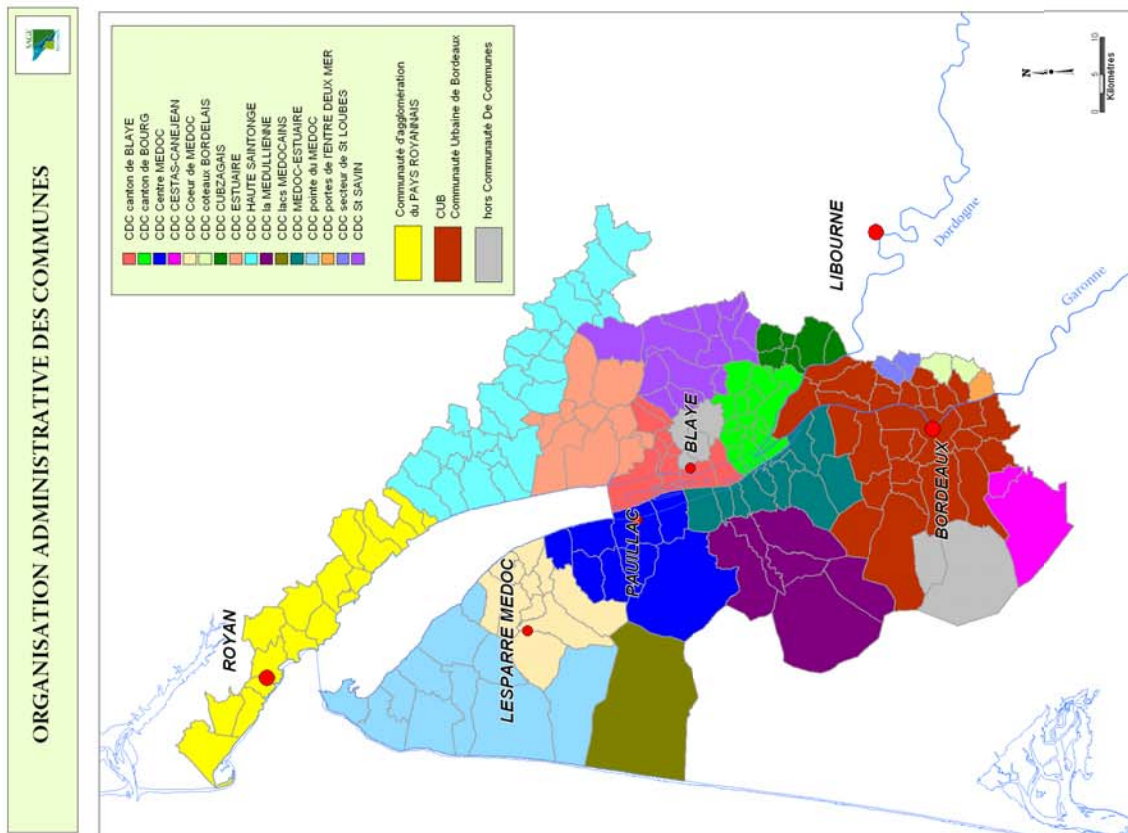 ORGANISATION ADMINISTRATIVE DES COMMUNES
SAGE
CDC canton de BLAYE
CDC canton de BOURG
CDC Centre MEDOC
CDC CESTAS-CANEJEAN
CDC Coeur de MEDOC
CDC coteaux BORDELAIS
CDC CUBZAGAIS
CDC ESTUAIRE
CDC HAUTE SAINTONGE
CDC la MEDULLIENNE
CDC lacs MEDOCAINS
CDC MEDOC-ESTUAIRE
CDC pointe du MEDOC
CDC portes de l'ENTRE DEUX MER
CDC secteur de St LOUBES
CDC St SAVIN
Communauté d'agglomération
du PAYS ROYANNAIS
CUB
Communauté Urbaine de Bordeaux
hors Communauté De Communes
ROYAN
LESPARRE MEDOC
PAUILLAC
BLAYE
LIBOURNE
Dordogne
BORDEAUX
Garonne
N
0 5 10
Kilomètres